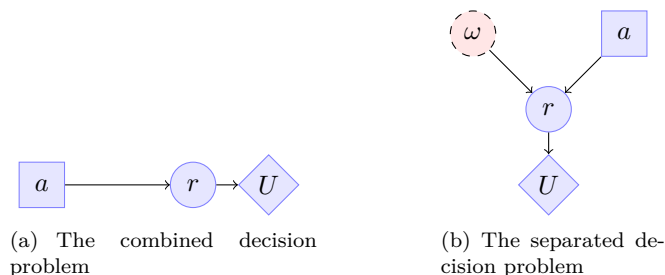 ω
a
r
U
a
r
U
(a) The combined decision
problem
(b) The separated de-
cision problem